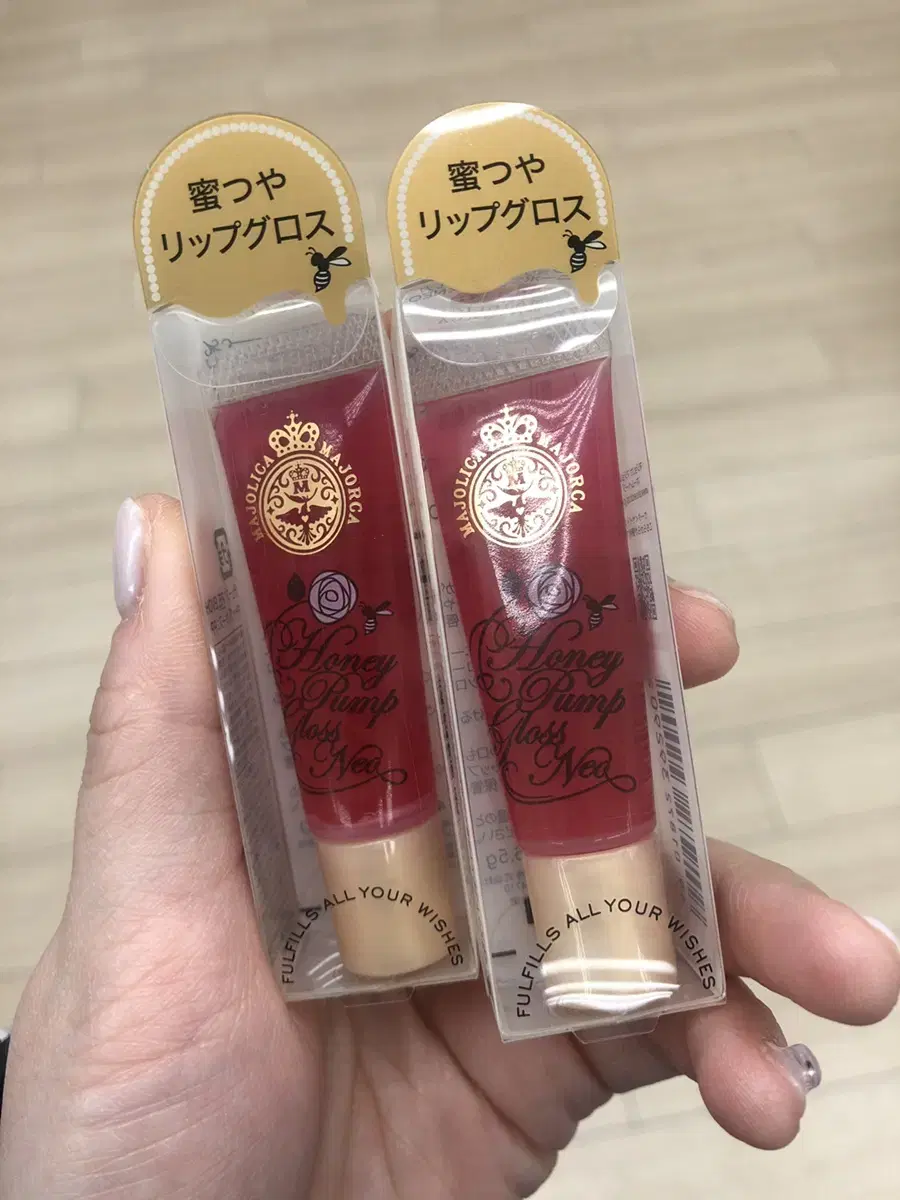 蜜つや
リップグロス
MAJOLICA MAJORCA
M
Honey
Pump
Gloss
Neo
FULFILLS ALL YOUR WISHES
蜜つや
リップグロス
MAJOLICA MAJORCA
M
Honey
Pump
Gloss
Neo
FULFILLS ALL YOUR WISHES